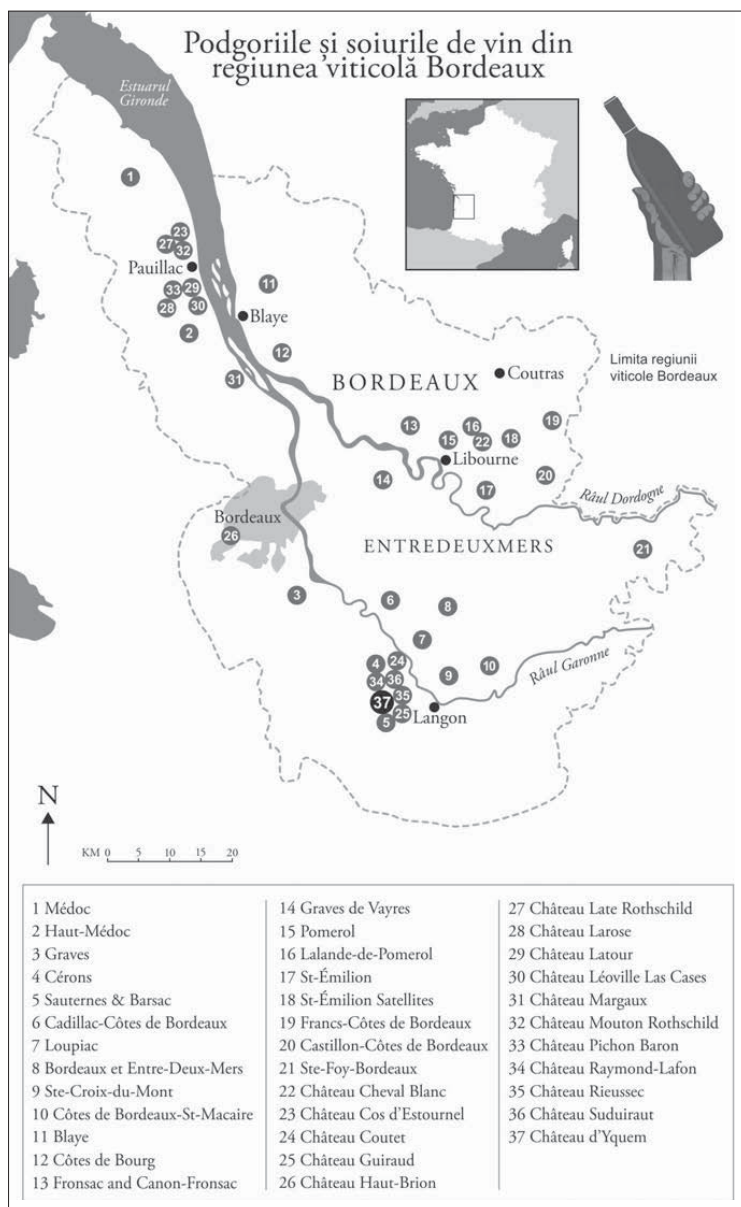 Podgoriile și soiurile de vin din
regiunea viticolă Bordeaux
Estuarul
Gironde
1
23
27
32
Pauillac
33
29
28
30
2
11
Blaye
12
31
BORDEAUX
Coutras
Limita regiunii
viticole Bordeaux
13
16
19
15
22
18
Libourne
14
17
20
Râul Dordogne
Bordeaux
26
ENTREDEUXMERS
21
3
6
8
7
4
24
10
34
36
9
Râul Garonne
37
35
25
Langon
5
N
KM 0 5 10 15 20
1 Médoc
2 Haut-Médoc
3 Graves
4 Cérons
5 Sauternes & Barsac
6 Cadillac-Côtes de Bordeaux
7 Loupiac
8 Bordeaux et Entre-Deux-Mers
9 Ste-Croix-du-Mont
10 Côtes de Bordeaux-St-Macaire
11 Blaye
12 Côtes de Bourg
13 Fronsac and Canon-Fronsac
14 Graves de Vayres
15 Pomerol
16 Lalande-de-Pomerol
17 St-Émilion
18 St-Émilion Satellites
19 Francs-Côtes de Bordeaux
20 Castillon-Côtes de Bordeaux
21 Ste-Foy-Bordeaux
22 Château Cheval Blanc
23 Château Cos d'Estournel
24 Château Coutet
25 Château Guiraud
26 Château Haut-Brion
27 Château Late Rothschild
28 Château Larose
29 Château Latour
30 Château Léoville Las Cases
31 Château Margaux
32 Château Mouton Rothschild
33 Château Pichon Baron
34 Château Raymond-Lafon
35 Château Rieussec
36 Château Suduiraut
37 Château d'Yquem